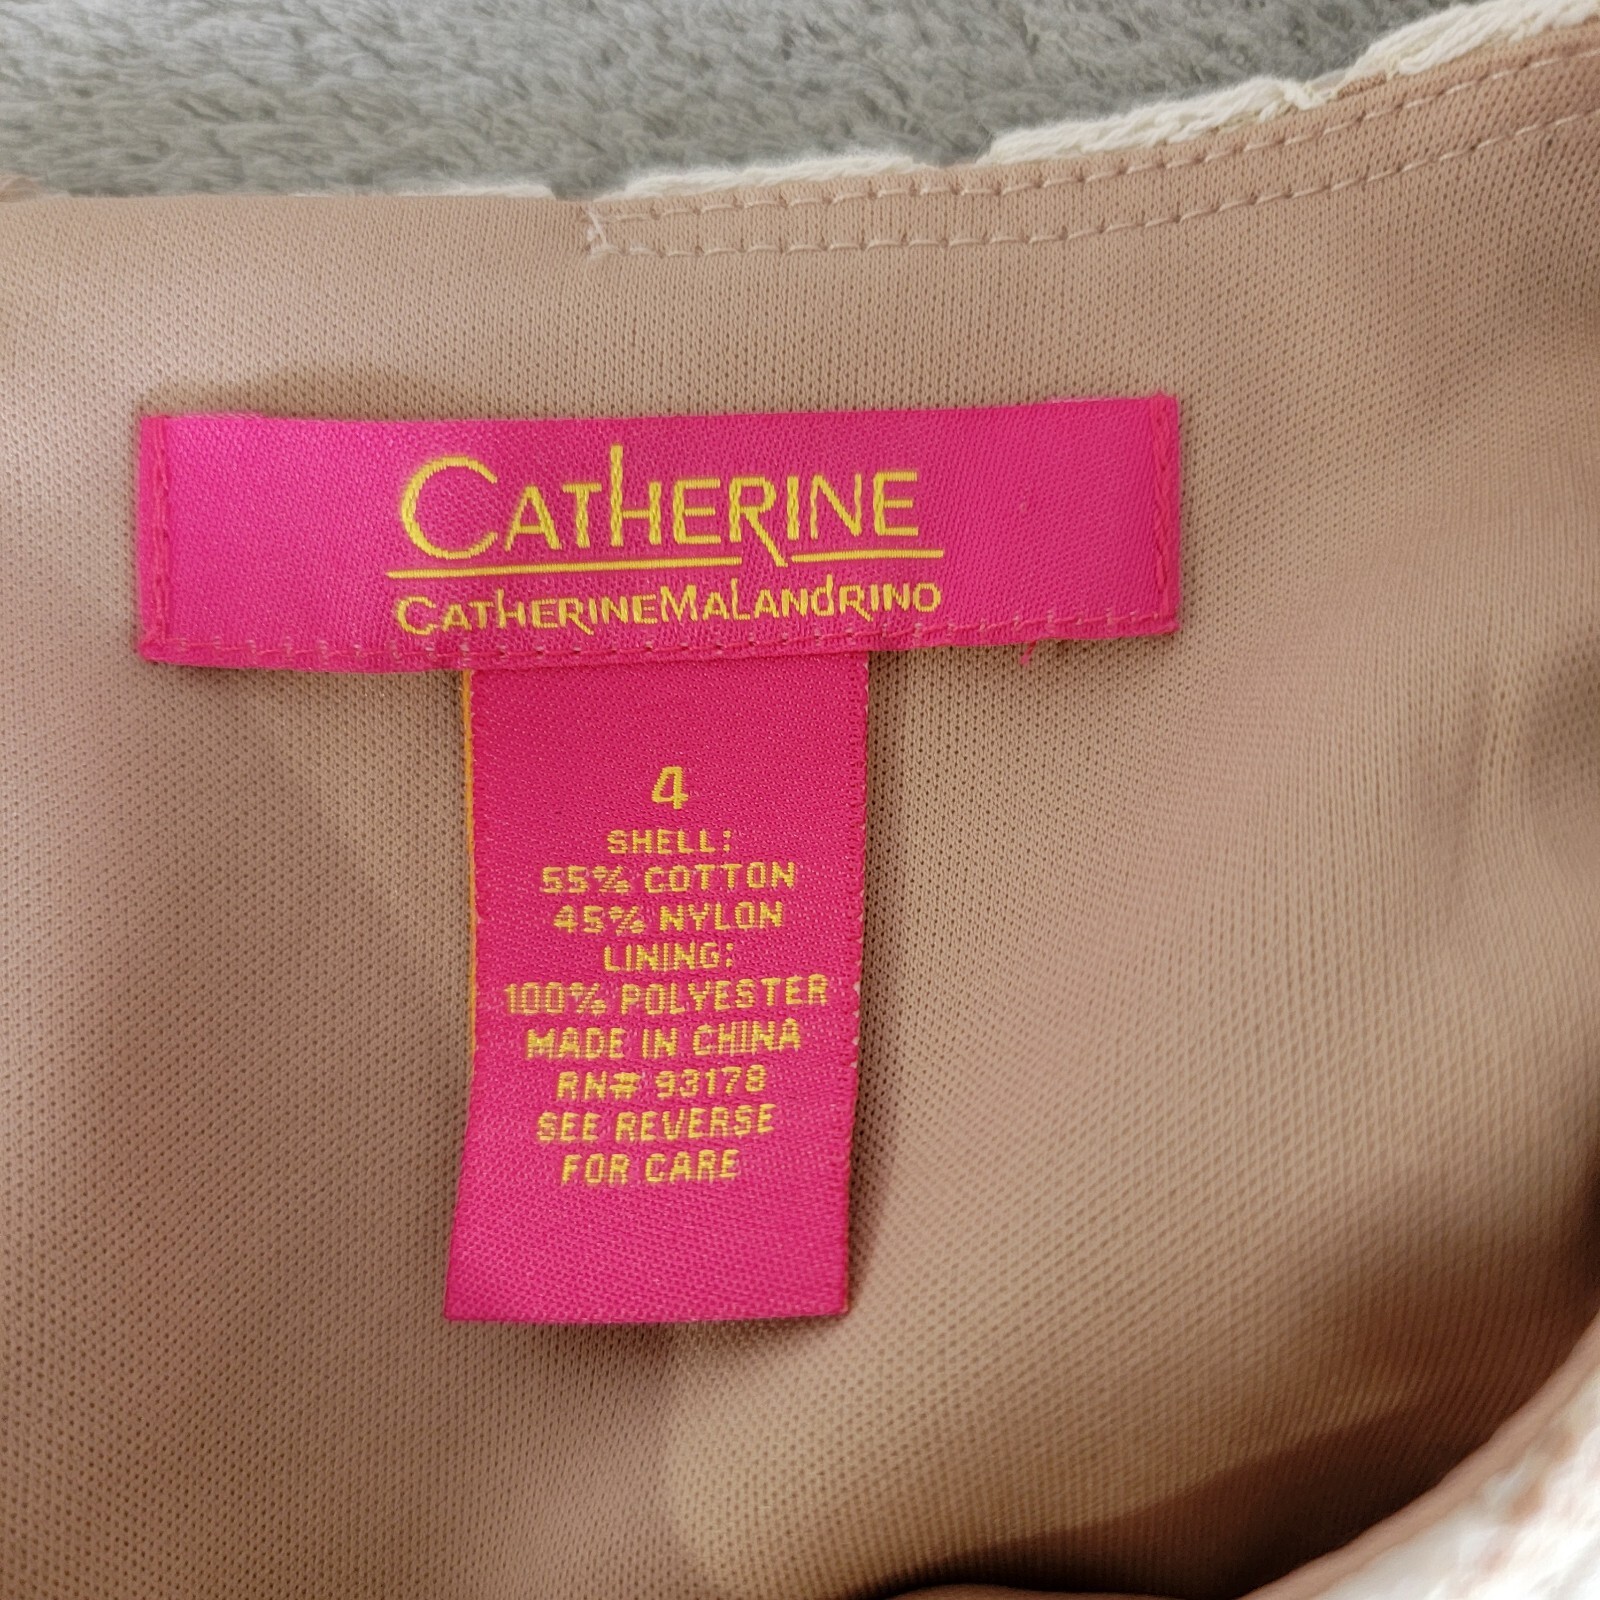 CATHERINE
CATHERINEMALANDRINO
4
SHELL:
55% COTTON
45% NYLON
LINING:
100% POLYESTER
MADE IN CHINA
RN# 93178
SEE REVERSE
FOR CARE